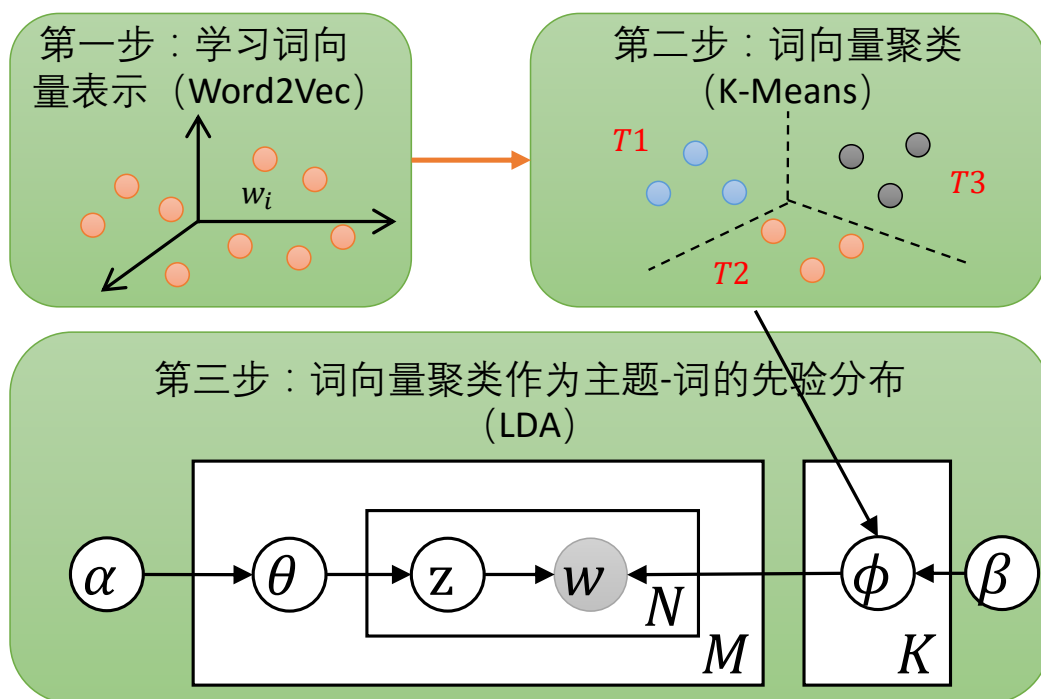 第一步：学习词向
量表示（Word2Vec）
w_i
第二步：词向量聚类
（K-Means）
T1
T3
T2
第三步：词向量聚类作为主题-词的先验分布
（LDA）
α
θ
z
w
N
M
ϕ
K
β